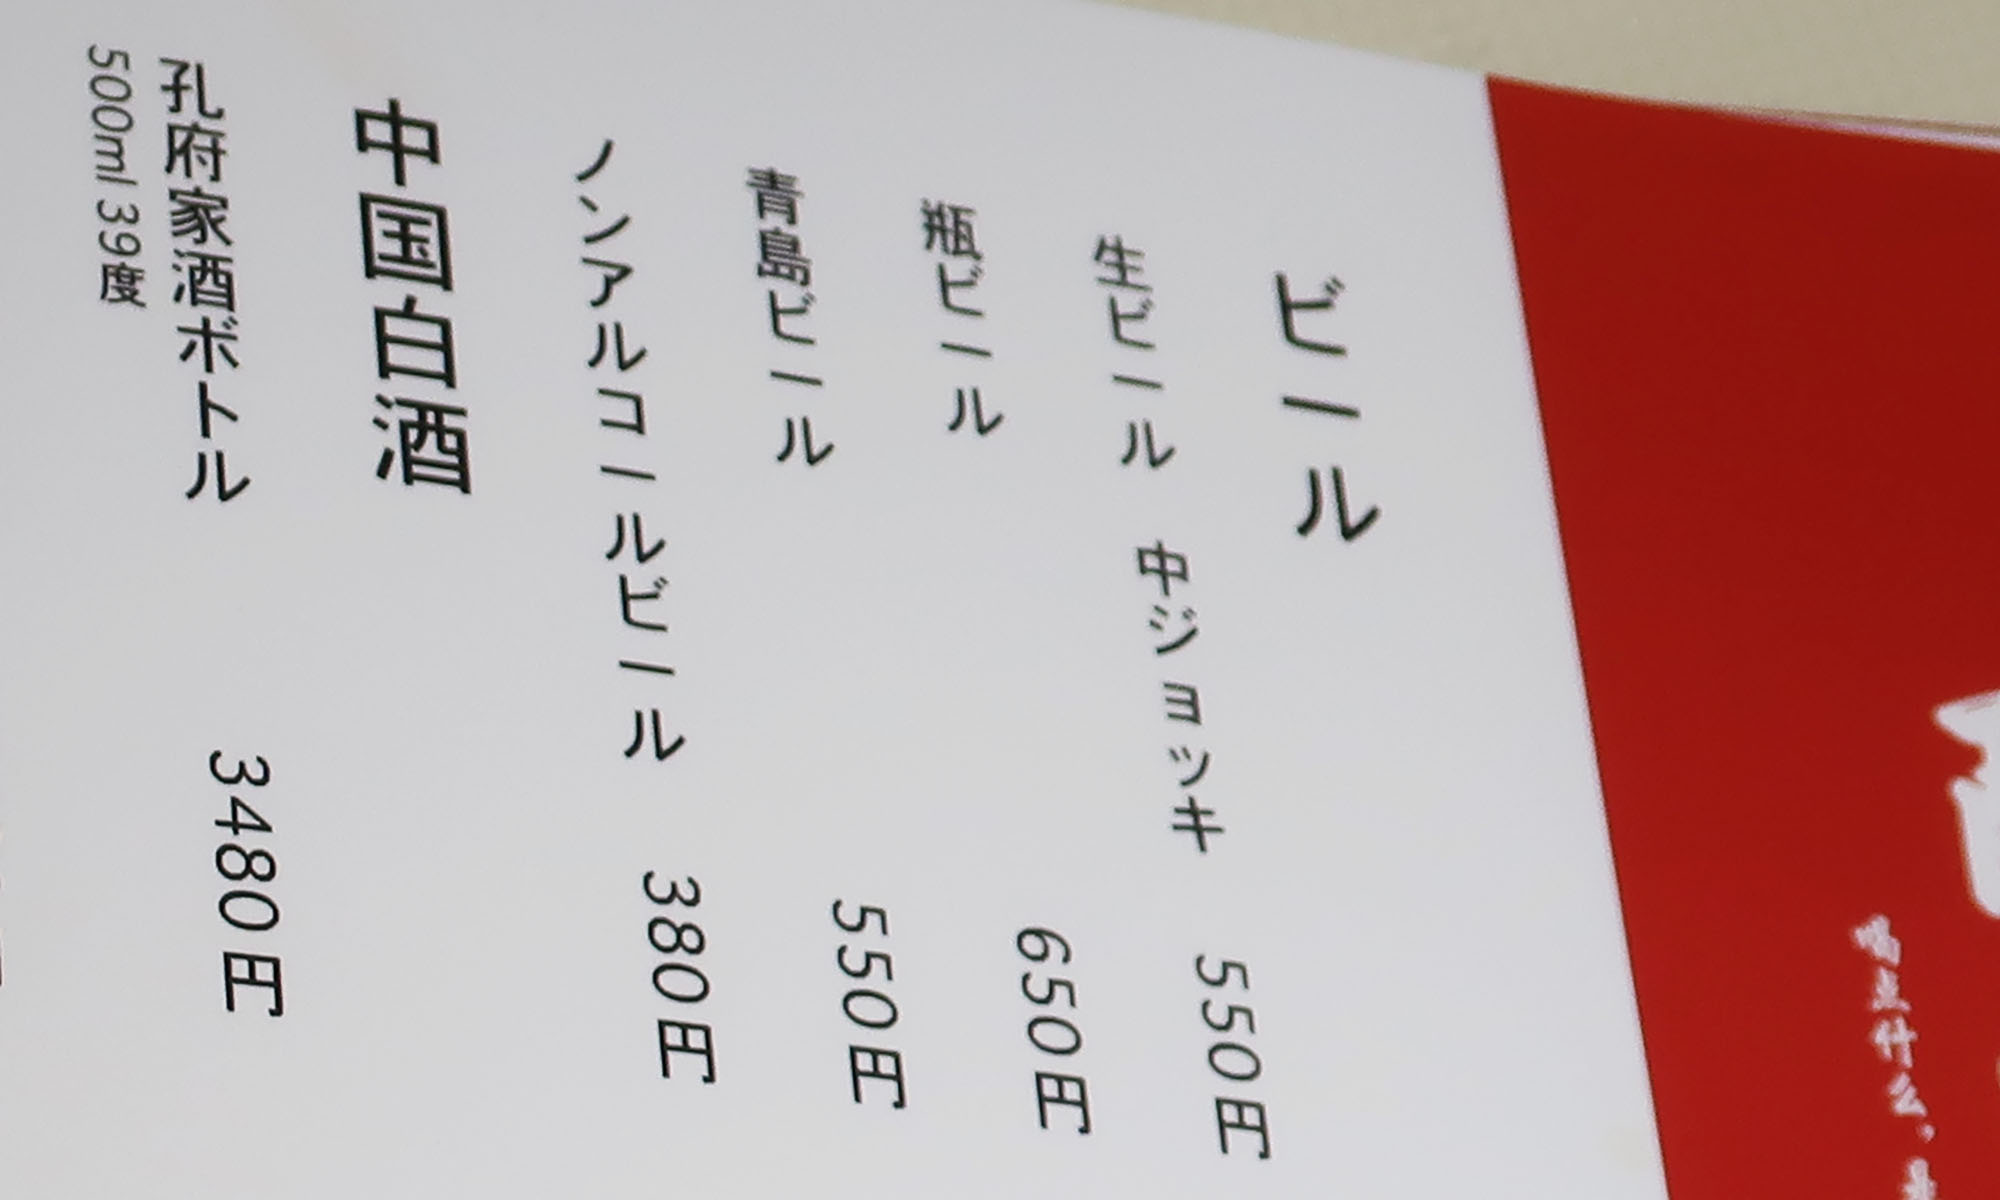 ビール
生ビール 中ジョッキ 550円
瓶ビール 650円
青島ビール 550円
ノンアルコールビール 380円
中国白酒
孔府家酒ボトル 3480円
500ml 39度